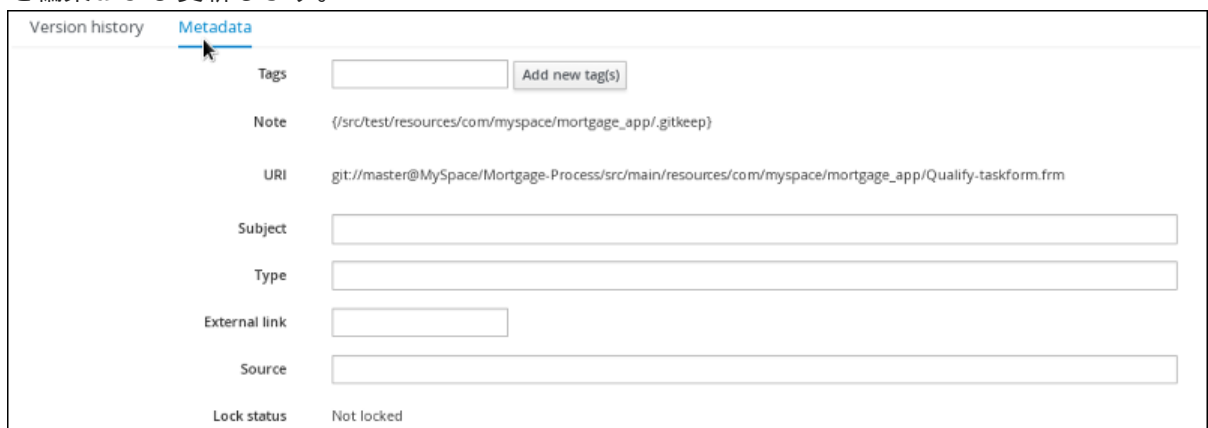 Version history Metadata
Tags Add new tag(s)
Note {/src/test/resources/com/myspace/mortgage_app/.gitkeep}
URI git://master@MySpace/Mortgage-Process/src/main/resources/com/myspace/mortgage_app/Qualify-taskform.frm
Subject
Type
External link
Source
Lock status Not locked